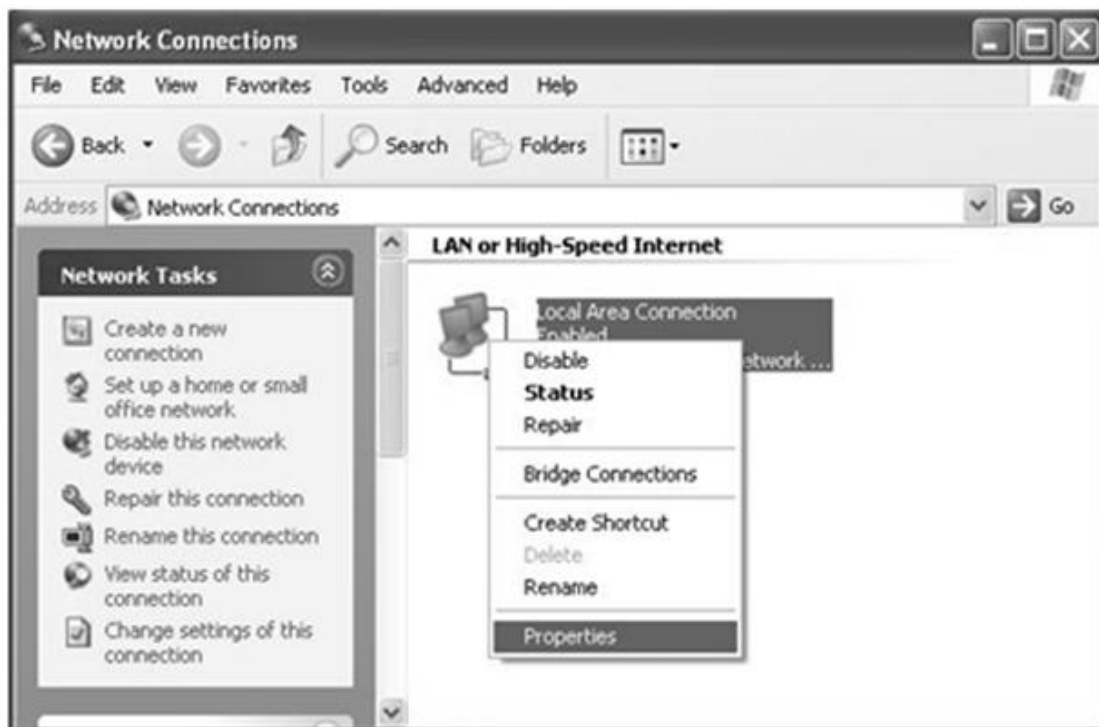 Network Connections
File Edit View Favorites Tools Advanced Help
Back Search Folders
Address Network Connections Go
Network Tasks
Create a new
connection
Set up a home or small
office network
Disable this network
device
Repair this connection
Rename this connection
View status of this
connection
Change settings of this
connection
LAN or High-Speed Internet
Local Area Connection
Enabled
Disable
Status
Repair
Bridge Connections
Create Shortcut
Delete
Rename
Properties